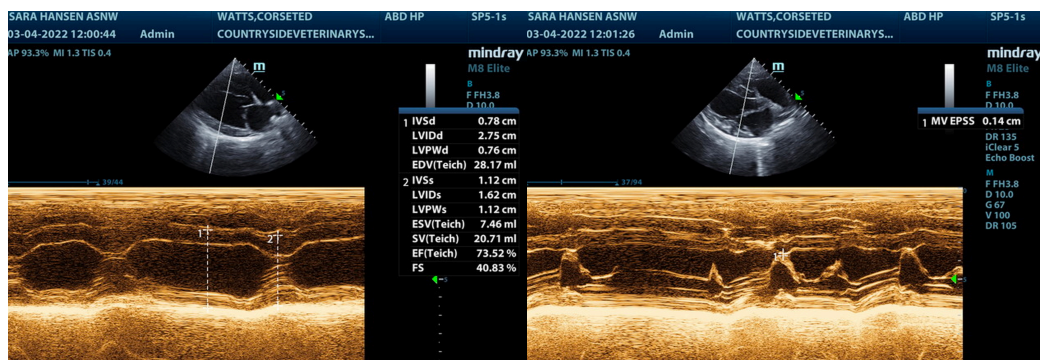 SARA HANSEN ASNW WATTS,CORSETED ABD HP SP5-1s
03-04-2022 12:00:44 Admin COUNTRYSIDEVETERINARYS...
AP 93.3% MI 1.3 TIS 0.4
mindray
M8 Elite
m
S
B
F FH3.8
D 10.0
1 IVSd 0.78 cm
LVIDd 2.75 cm
LVPWd 0.76 cm
EDV(Teich) 28.17 ml
2 IVSs 1.12 cm
LVIDs 1.62 cm
LVPWs 1.12 cm
ESV(Teich) 7.46 ml
SV(Teich) 20.71 ml
EF(Teich) 73.52 %
FS 40.83 %
39/44
1
2
SARA HANSEN ASNW WATTS,CORSETED ABD HP SP5-1s
03-04-2022 12:01:26 Admin COUNTRYSIDEVETERINARYS...
AP 93.3% MI 1.3 TIS 0.4
mindray
M8 Elite
m
S
B
F FH3.8
D 10.0
1 MV EPSS 0.14 cm
DR 135
iClear 5
Echo Boost
M
F FH3.8
D 10.0
G 67
V 100
DR 105
37/94
1